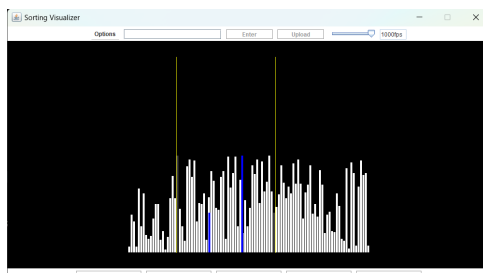 Sorting Visualizer
Options
Enter
Upload
1000fps